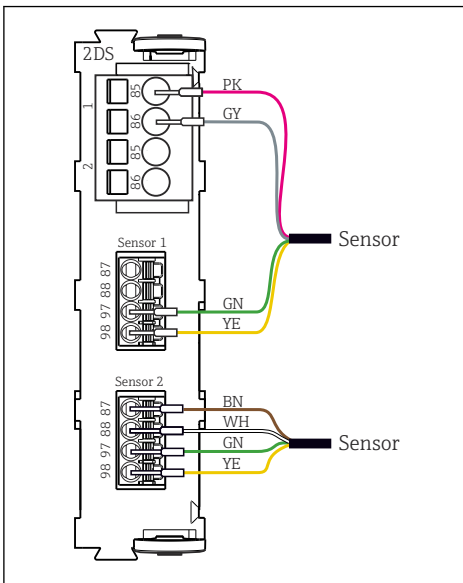 2DS
1
85
PK
86
GY
2
85
86
Sensor
Sensor 1
87
88
97
GN
98
YE
Sensor 2
87
BN
88
WH
97
GN
Sensor
98
YE